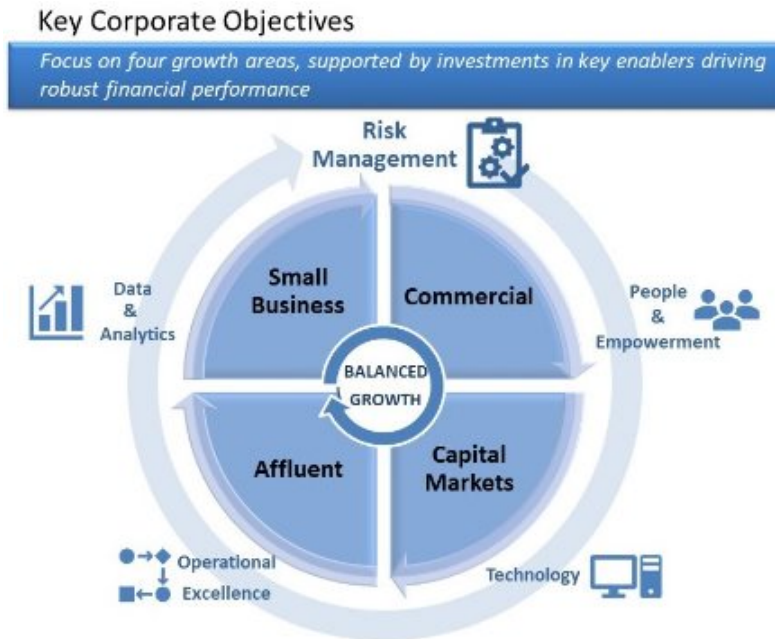 Key Corporate Objectives
Focus on four growth areas, supported by investments in key enablers driving
robust financial performance
Risk
Management
Small
Business
Commercial
Data
&
Analytics
People
&
Empowerment
BALANCED
GROWTH
Affluent
Capital
Markets
Operational
Excellence
Technology